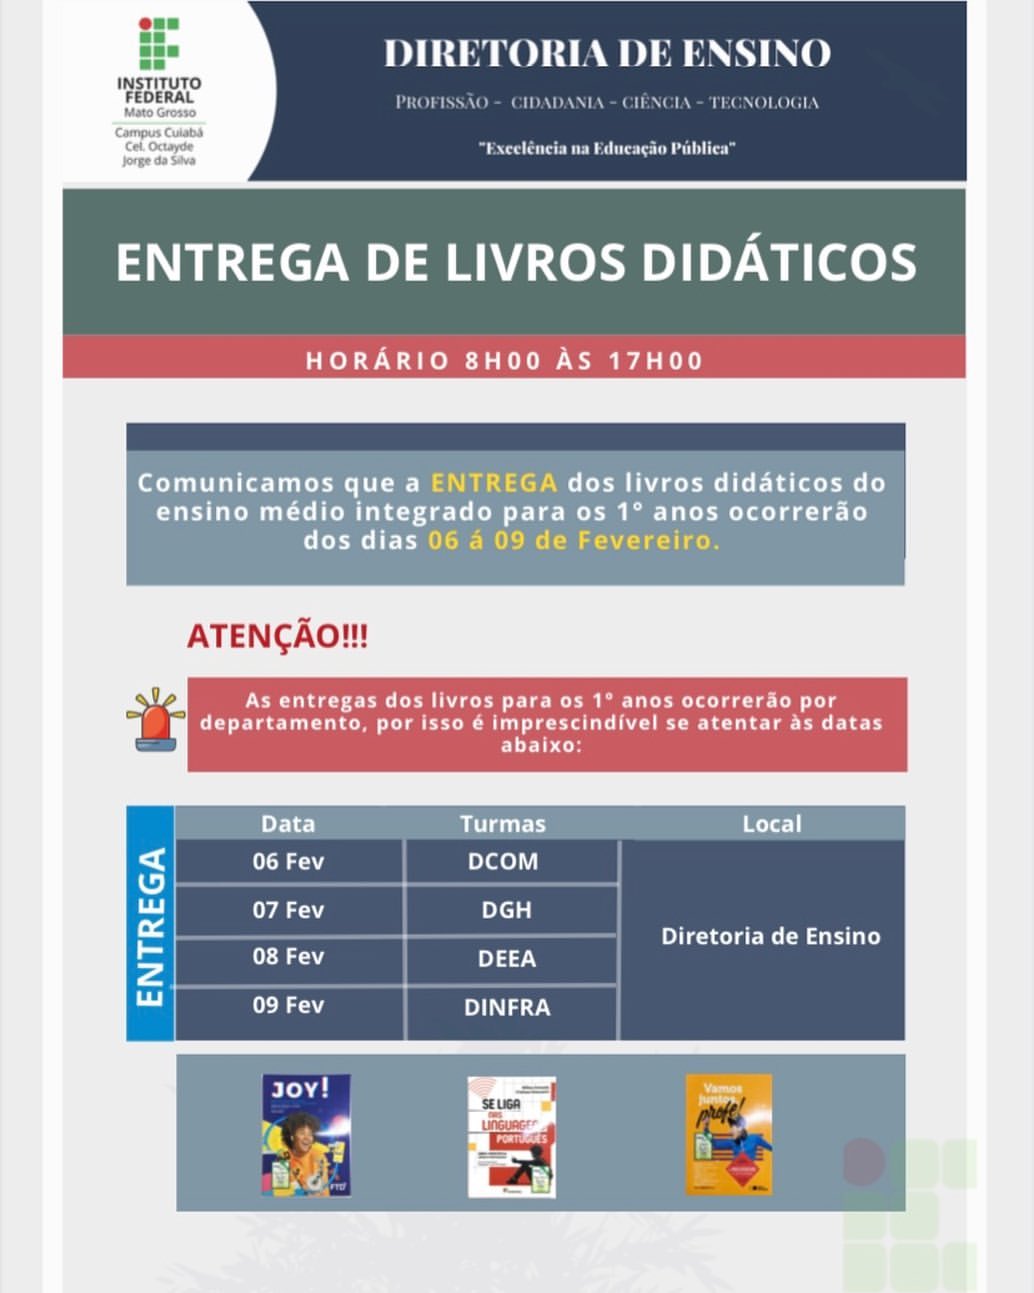 INSTITUTO
FEDERAL
Mato Grosso
Campus Cuiabá
Cel. Octayde
Jorge da Silva
DIRETORIA DE ENSINO
PROFISSÃO - CIDADANIA - CIÊNCIA - TECNOLOGIA
"Excelência na Educação Pública"
ENTREGA DE LIVROS DIDÁTICOS
HORÁRIO 8H00 ÀS 17H00
Comunicamos que a ENTREGA dos livros didáticos do
ensino médio integrado para os 1° anos ocorrerão
dos dias 06 á 09 de Fevereiro.
ATENÇÃO!!!
As entregas dos livros para os 1° anos ocorrerão por
departamento, por isso é imprescindível se atentar às datas
abaixo:
ENTREGA
Data Turmas Local
06 Fev DCOM
07 Fev DGH
Diretoria de Ensino
08 Fev DEEA
09 Fev DINFRA
JOY!
FTD
SE LIGA
NAS
LINGUAGENS
PORTUGUÊS
Vamos
juntos,
profe!